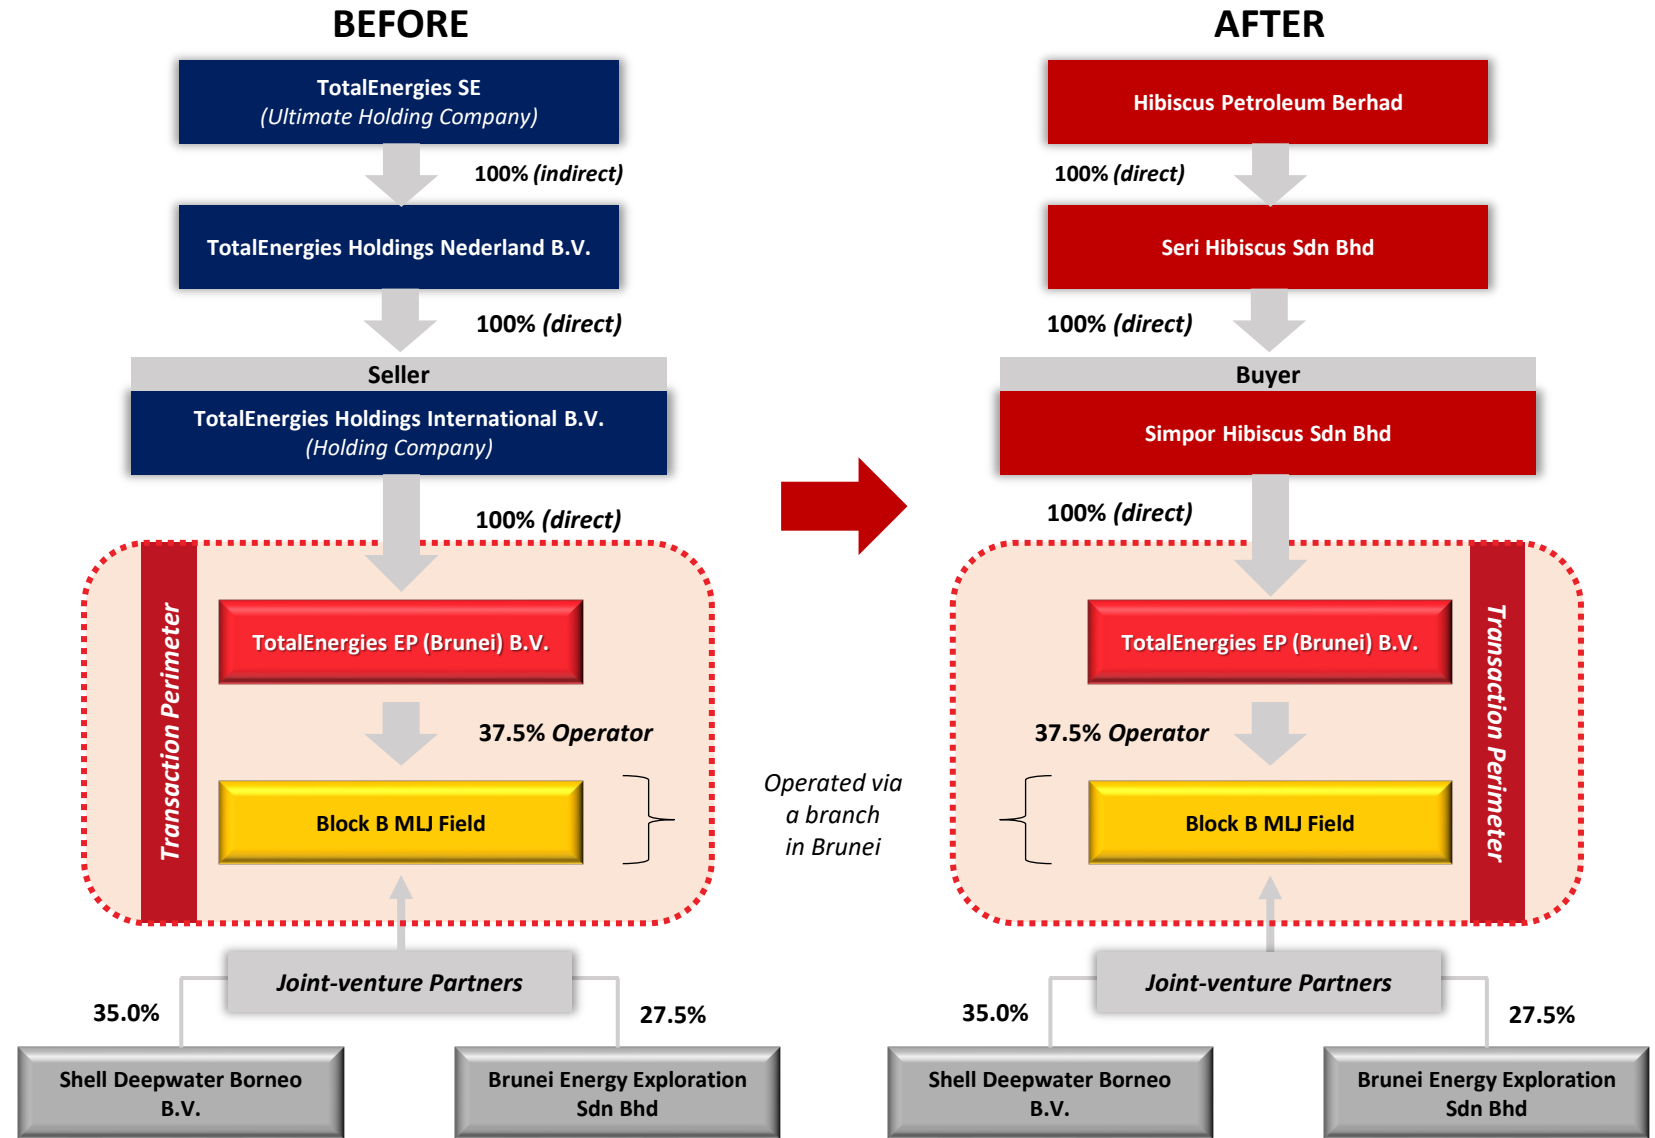 BEFORE
TotalEnergies SE
(Ultimate Holding Company)
100% (indirect)
TotalEnergies Holdings Nederland B.V.
100% (direct)
Seller
TotalEnergies Holdings International B.V.
(Holding Company)
100% (direct)
Transaction Perimeter
TotalEnergies EP (Brunei) B.V.
37.5% Operator
Block B MLJ Field
Joint-venture Partners
35.0%
27.5%
Shell Deepwater Borneo
B.V.
Brunei Energy Exploration
Sdn Bhd
Operated via
a branch
in Brunei
AFTER
Hibiscus Petroleum Berhad
100% (direct)
Seri Hibiscus Sdn Bhd
100% (direct)
Buyer
Simpor Hibiscus Sdn Bhd
100% (direct)
Transaction Perimeter
TotalEnergies EP (Brunei) B.V.
37.5% Operator
Block B MLJ Field
Joint-venture Partners
35.0%
27.5%
Shell Deepwater Borneo
B.V.
Brunei Energy Exploration
Sdn Bhd